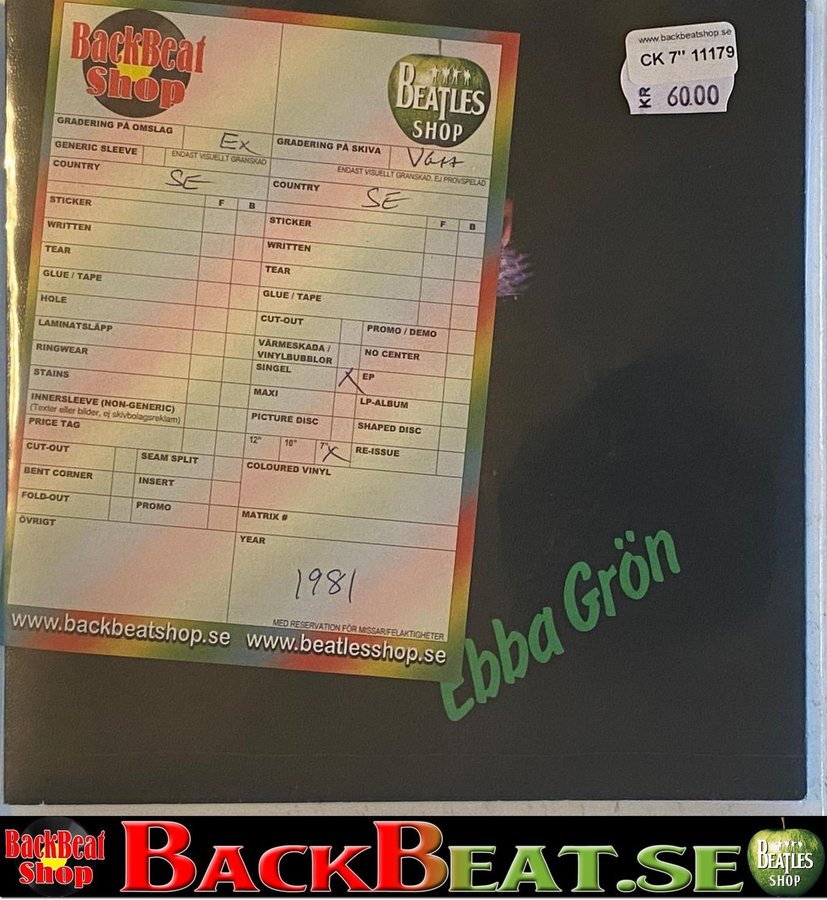 BackBeat
Shop
BEATLES
SHOP
www.backbeatshop.se
CK 7" 11179
KR 60.00
GRADERING PÅ OMSLAG
Ex
GENERIC SLEEVE
ENDAST VISUELLT GRANSKAD
COUNTRY
SE
STICKER F B
WRITTEN
TEAR
GLUE / TAPE
HOLE
LAMINATSLÄPP
RINGWEAR
STAINS
INNERSLEEVE (NON-GENERIC)
(Texter eller bilder, ej skivbolagsreklam)
PRICE TAG
CUT-OUT
SEAM SPLIT
BENT CORNER
INSERT
FOLD-OUT
PROMO
ÖVRIGT
GRADERING PÅ SKIVA
ENDAST VISUELLT GRANSKAD, EJ PROVSPELAD
COUNTRY
SE
STICKER F B
WRITTEN
TEAR
GLUE / TAPE
CUT-OUT
PROMO / DEMO
VÄRMESKADA /
VINYLBUBBLOR
NO CENTER
SINGEL X EP
MAXI
LP-ALBUM
PICTURE DISC
SHAPED DISC
12" 10" 7" X
RE-ISSUE
COLOURED VINYL
MATRIX #
YEAR
1981
MED RESERVATION FÖR MISSAR/FELAKTIGHETER
www.backbeatshop.se www.beatlesshop.se
Ebba Grön
BackBeat
Shop
BACKBEAT.SE
BEATLES
SHOP